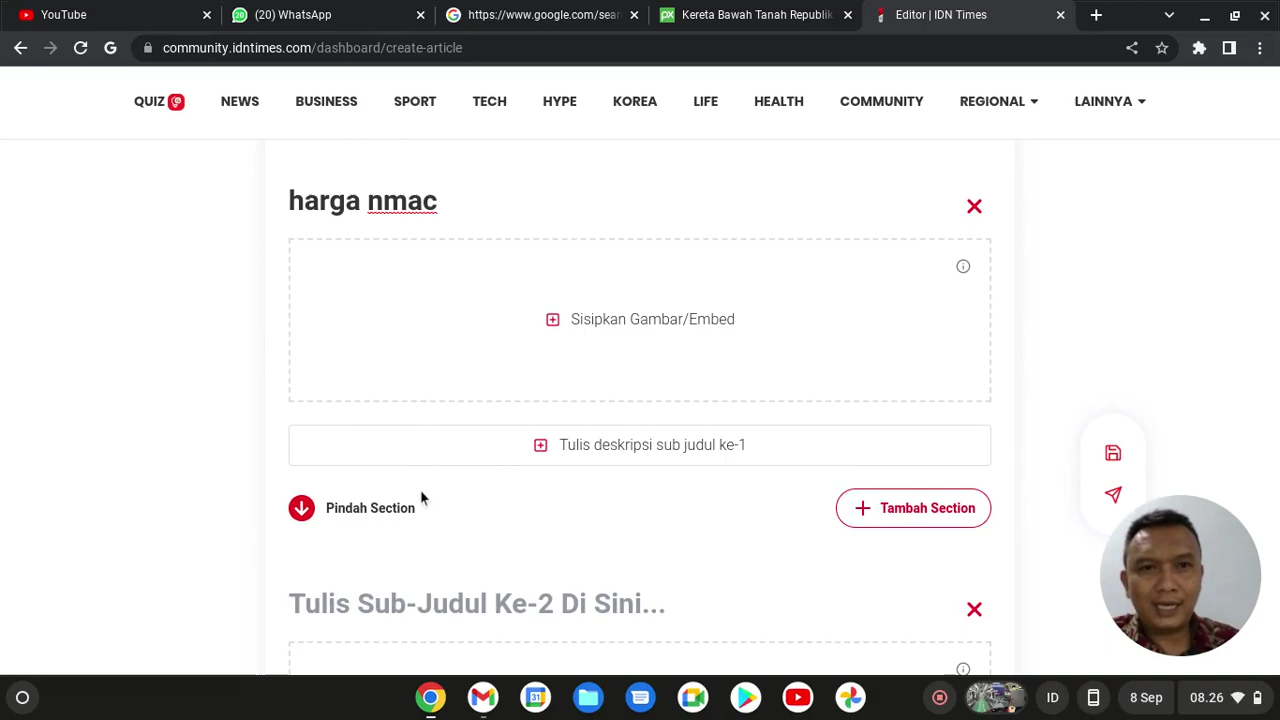 YouTube
(20) WhatsApp
https://www.google.com/sear
Kereta Bawah Tanah Republik
Editor | IDN Times
community.idntimes.com/dashboard/create-article
QUIZ
NEWS
BUSINESS
SPORT
TECH
HYPE
KOREA
LIFE
HEALTH
COMMUNITY
REGIONAL
LAINNYA
harga nmac
Sisipkan Gambar/Embed
Tulis deskripsi sub judul ke-1
Pindah Section
Tambah Section
Tulis Sub-Judul Ke-2 Di Sini...
ID
8 Sep
08.26